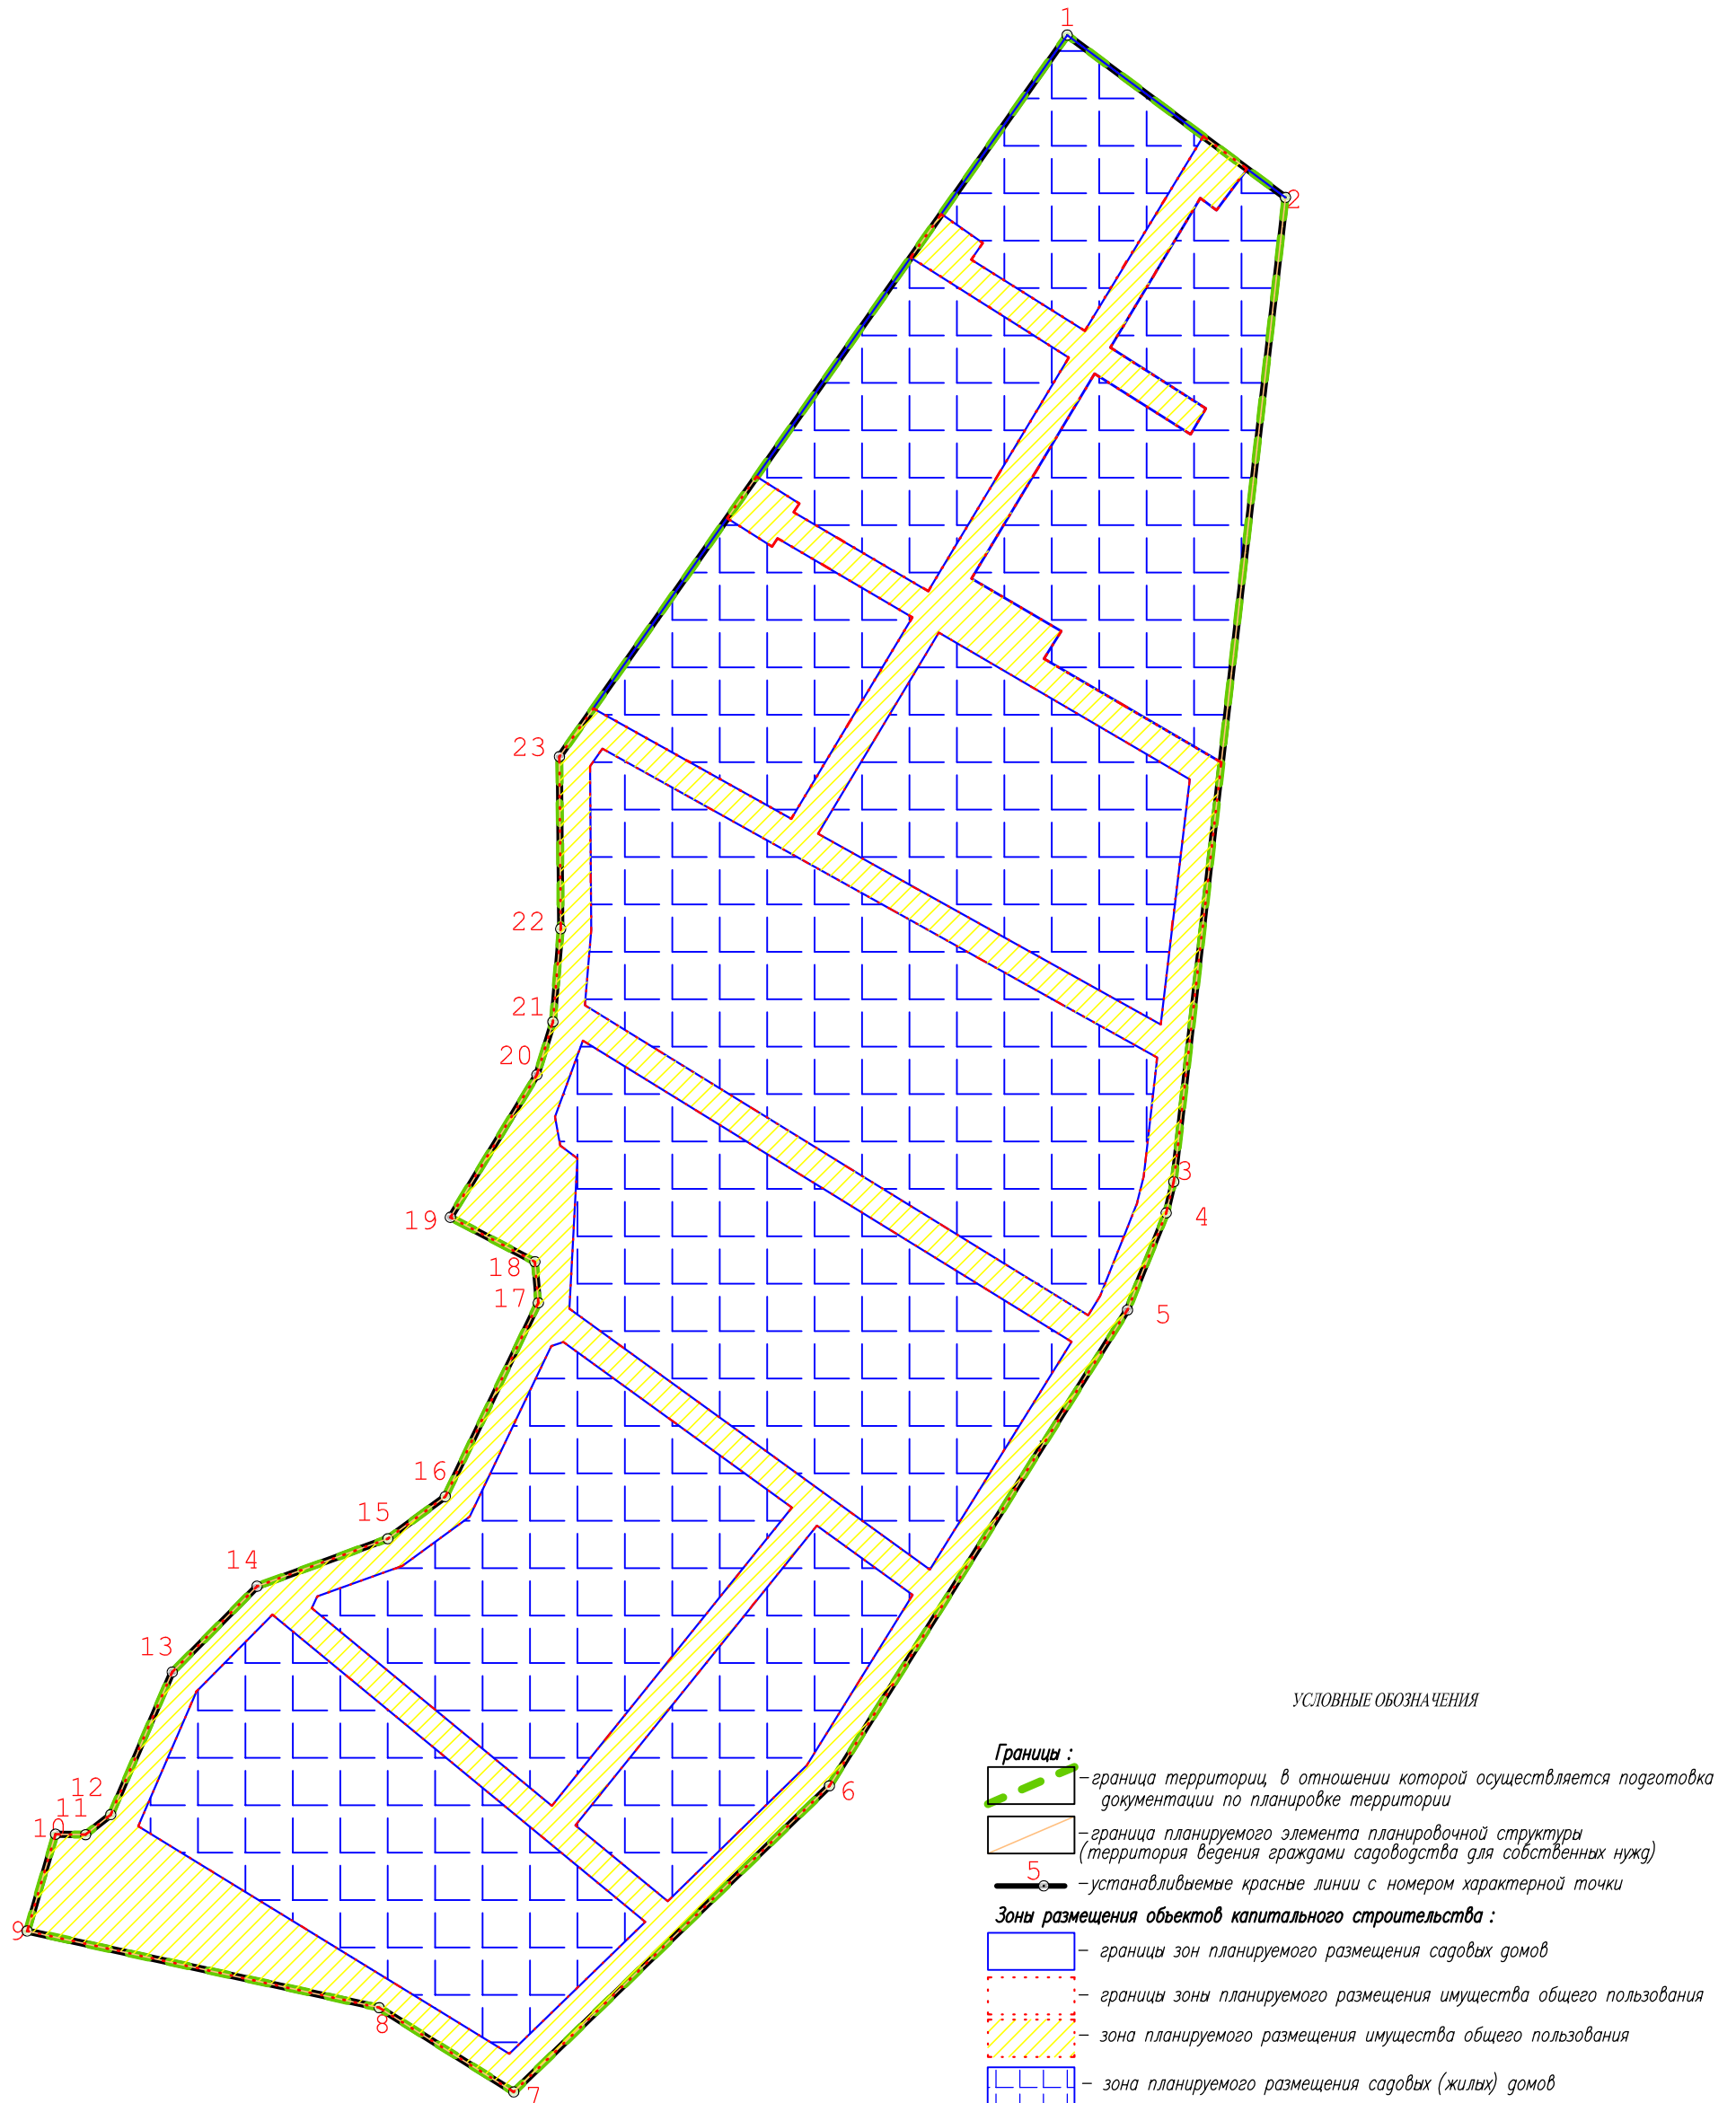 1
2
23
22
21
20
3
19
4
18
17
5
16
15
14
13
УСЛОВНЫЕ ОБОЗНАЧЕНИЯ
Границы :
12
6
-граница территориц, в отношении которой осуществляется подготовка
документации по планировке территории
11
10
-граница планируемого элемента планировочной структуры
(территория ведения граждами садоводства для собственных нужд)
5
-устанавливыемые красные линии с номером характерной точки
Зоны размещения обьектов капитального строительства :
9
- границы зон планируемого размещения садовых домов
- границы зоны планируемого размещения имущества общего пользования
8
- зона планируемого размещения имущества общего пользования
- зона планируемого размещения садовых (жилых) домов
7